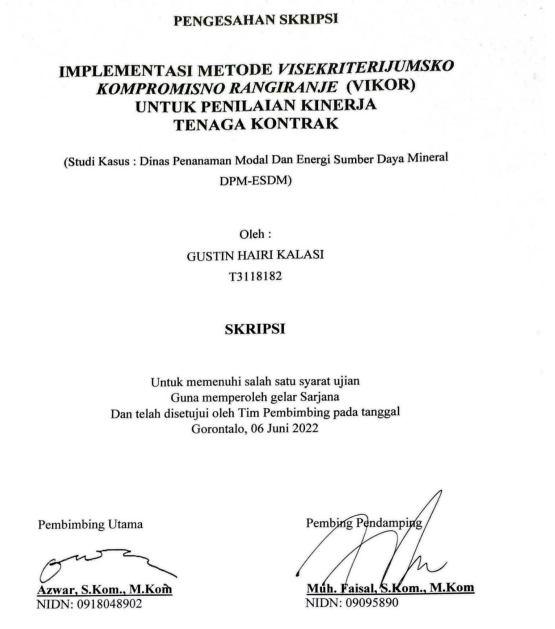 PENGESAHAN SKRIPSI
IMPLEMENTASI METODE VISEKRITERIJUMSKO
KOMPROMISNO RANGIRANJE (VIKOR)
UNTUK PENILAIAN KINERJA
TENAGA KONTRAK
(Studi Kasus : Dinas Penanaman Modal Dan Energi Sumber Daya Mineral
DPM-ESDM)
Oleh :
GUSTIN HAIRI KALASI
T3118182
SKRIPSI
Untuk memenuhi salah satu syarat ujian
Guna memperoleh gelar Sarjana
Dan telah disetujui oleh Tim Pembimbing pada tanggal
Gorontalo, 06 Juni 2022
Pembimbing Utama
Azwar, S.Kom., M.Kom
NIDN: 0918048902
Pembing Pendamping
Muh. Faisal, S.Kom., M.Kom
NIDN: 09095890